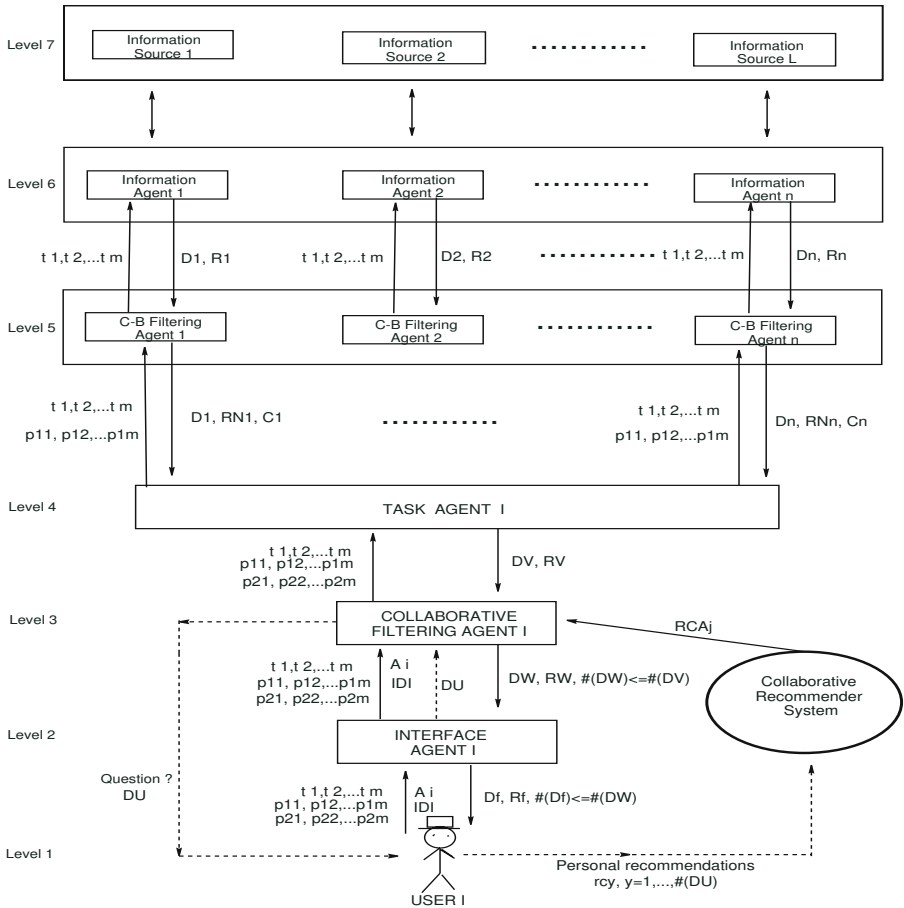 Level 7
Information
Source 1
Information
Source 2
Information
Source L
Level 6
Information
Agent 1
Information
Agent 2
Information
Agent n
t 1,t 2,...t m
D1, R1
t 1,t 2,...t m
D2, R2
t 1,t 2,...t m
Dn, Rn
Level 5
C-B Filtering
Agent 1
C-B Filtering
Agent 2
C-B Filtering
Agent n
t 1,t 2,...t m
p11, p12,...p1m
D1, RN1, C1
t 1,t 2,...t m
p11, p12,...p1m
Dn, RNn, Cn
Level 4
TASK AGENT I
t 1,t 2,...t m
p11, p12,...p1m
p21, p22,...p2m
DV, RV
Level 3
COLLABORATIVE
FILTERING AGENT I
RCAj
t 1,t 2,...t m
p11, p12,...p1m
p21, p22,...p2m
A i
IDI
DU
DW, RW, #(DW)<=#(DV)
Collaborative
Recommender
System
Level 2
INTERFACE
AGENT I
Question ?
DU
t 1,t 2,...t m
p11, p12,...p1m
p21, p22,...p2m
A i
IDI
Df, Rf, #(Df)<=#(DW)
Level 1
Personal recommendations
rcy, y=1,...,#(DU)
USER I